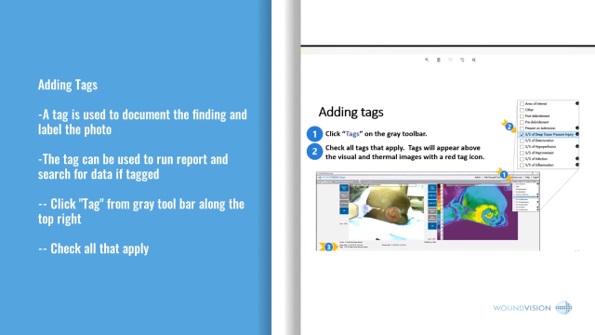 Adding Tags
-A tag is used to document the finding and
label the photo
-The tag can be used to run report and
search for data if tagged
-- Click "Tag" from gray tool bar along the
top right
-- Check all that apply
Adding tags
1 Click “Tags” on the gray toolbar.
2 Check all tags that apply. Tags will appear above
the visual and thermal images with a red tag icon.
Area of Interest
Other
Post debridement
Pre debridement
Present on Admission
2
S/S of Deep Tissue Pressure Injury
S/S of Deterioration
S/S of Hyperperfusion
S/S of Improvement
S/S of Infection
S/S of Inflammation
1
3
WOUNDVISION